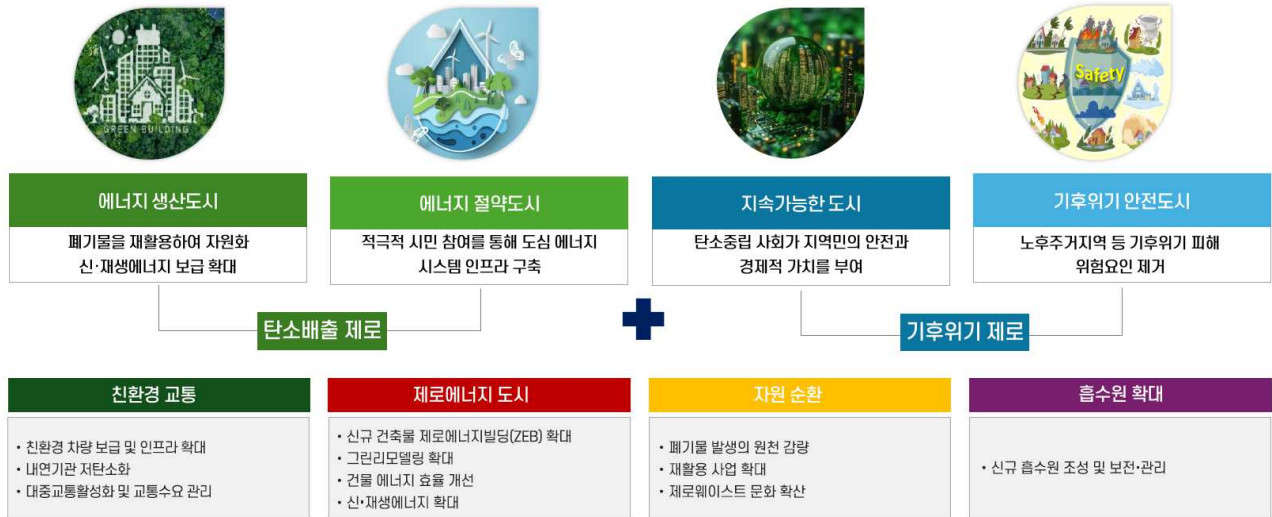 GREEN BUILDING
Safety
에너지 생산도시
폐기물을 재활용하여 자원화
신·재생에너지 보급 확대
에너지 절약도시
적극적 시민 참여를 통해 도심 에너지
시스템 인프라 구축
지속가능한 도시
탄소중립 사회가 지역민의 안전과
경제적 가치를 부여
기후위기 안전도시
노후주거지역 등 기후위기 피해
위험요인 제거
탄소배출 제로
기후위기 제로
친환경 교통
• 친환경 차량 보급 및 인프라 확대
• 내연기관 저탄소화
• 대중교통활성화 및 교통수요 관리
제로에너지 도시
• 신규 건축물 제로에너지빌딩(ZEB) 확대
• 그린리모델링 확대
• 건물 에너지 효율 개선
• 신•재생에너지 확대
자원 순환
• 폐기물 발생의 원천 감량
• 재활용 사업 확대
• 제로웨이스트 문화 확산
흡수원 확대
• 신규 흡수원 조성 및 보전•관리